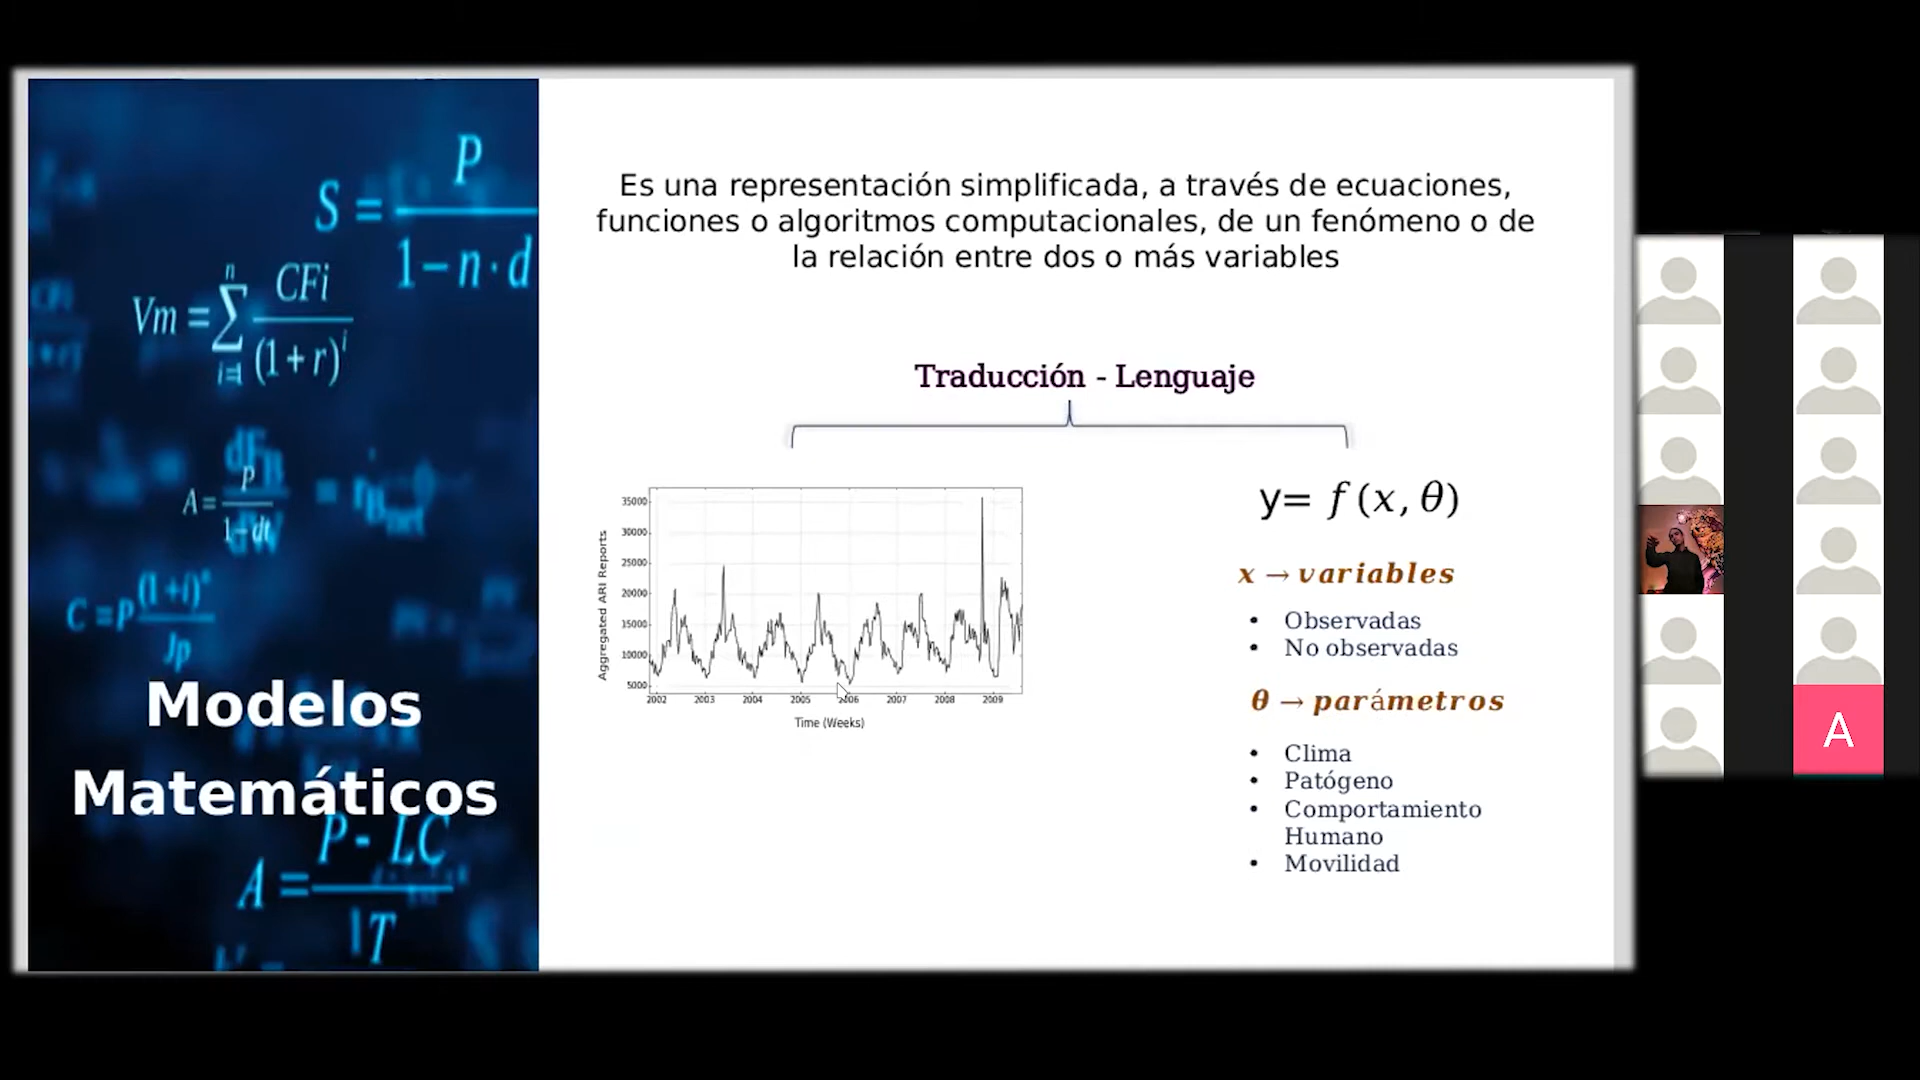 S = P / 1 - n · d
Vm = n ∑ i=1 CFi / (1 + r)^i
A = P / 1 - dt
Modelos
Matemáticos
Es una representación simplificada, a través de ecuaciones,
funciones o algoritmos computacionales, de un fenómeno o de
la relación entre dos o más variables
Traducción - Lenguaje
Aggregated ARI Reports
35000
30000
25000
20000
15000
10000
5000
2002 2003 2004 2005 2006 2007 2008 2009
Time (Weeks)
y= f (x, θ)
x → variables
• Observadas
• No observadas
θ → parámetros
• Clima
• Patógeno
• Comportamiento
Humano
• Movilidad
A